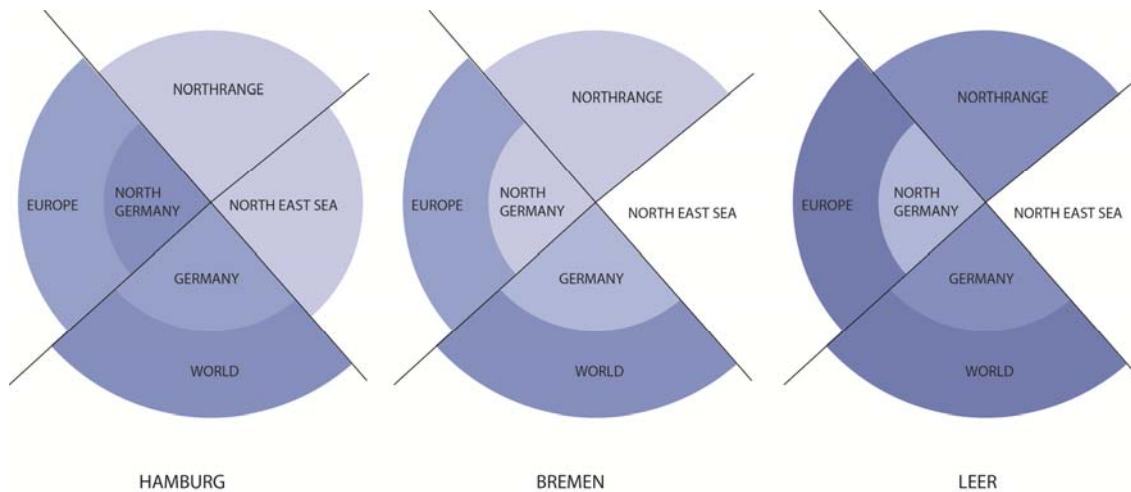 NORTHRANGE
EUROPE
NORTH
GERMANY
NORTH EAST SEA
GERMANY
WORLD
HAMBURG
NORTHRANGE
EUROPE
NORTH
GERMANY
NORTH EAST SEA
GERMANY
WORLD
BREMEN
NORTHRANGE
EUROPE
NORTH
GERMANY
NORTH EAST SEA
GERMANY
WORLD
LEER